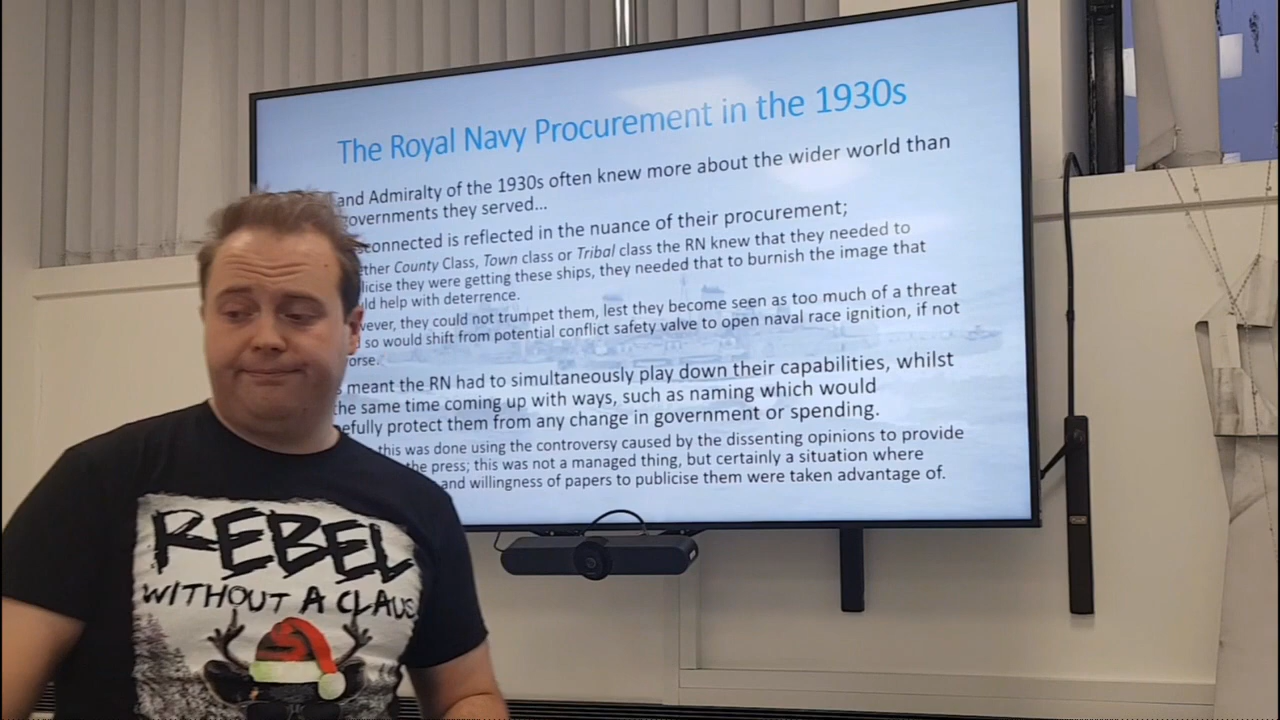 The Royal Navy Procurement in the 1930s
and Admiralty of the 1930s often knew more about the wider world than
governments they served...
connected is reflected in the nuance of their procurement;
County Class, Town class or Tribal class the RN knew that they needed to
they were getting these ships, they needed that to burnish the image that
help with deterrence.
they could not trumpet them, lest they become seen as too much of a threat
so would shift from potential conflict safety valve to open naval race ignition, if not
meant the RN had to simultaneously play down their capabilities, whilst
the same time coming up with ways, such as naming which would
protect them from any change in government or spending.
this was done using the controversy caused by the dissenting opinions to provide
the press; this was not a managed thing, but certainly a situation where
and willingness of papers to publicise them were taken advantage of.
REBEL
WITHOUT A CLAUS